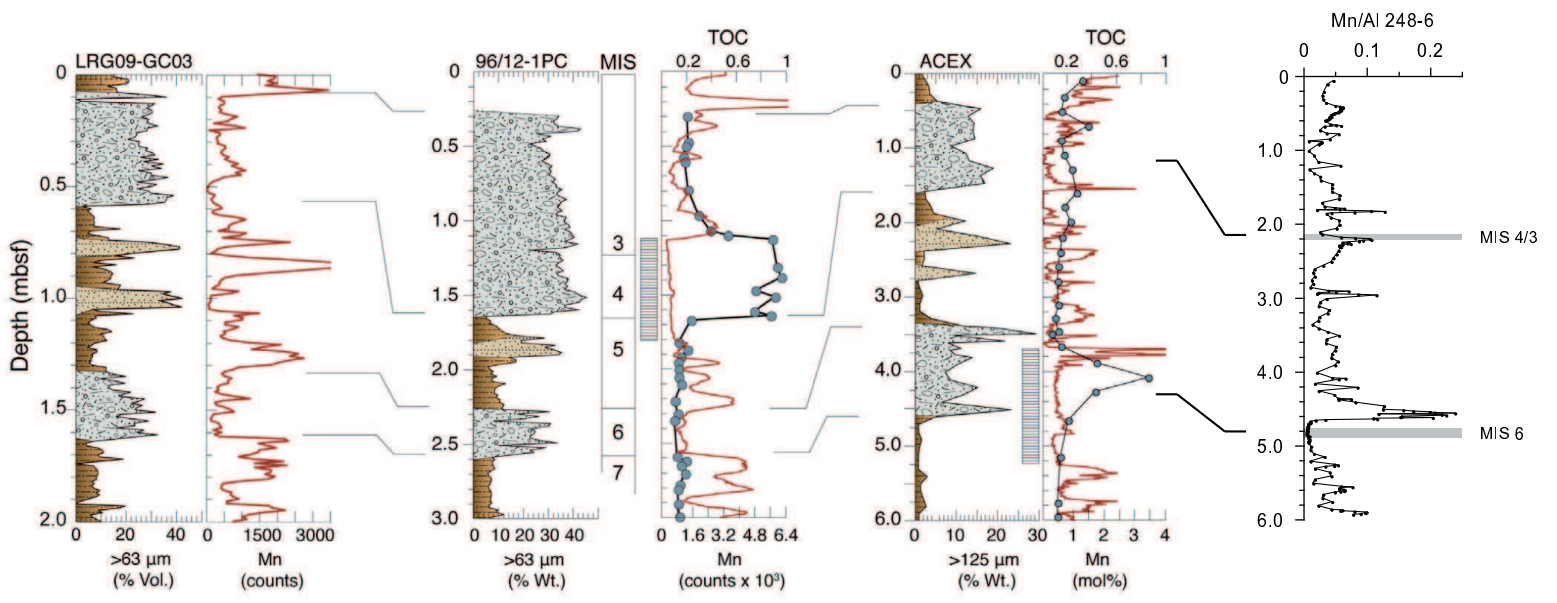 Mn/Al 248-6
0 0.1 0.2
TOC TOC
LRG09-GC03 96/12-1PC MIS 0.2 0.6 1 ACEX 0.2 0.6 1
0 0 0 0
0.5 1.0 1.0
0.5 1.0 2.0 2.0
3 MIS 4/3
Depth (mbsf) 1.0 1.5 4 3.0 3.0
5
2.0 4.0 4.0
1.5 6 MIS 6
2.5 5.0 5.0
7
2.0 3.0 6.0 6.0
0 20 40 0 1500 3000 0 10 20 30 40 0 1.6 3.2 4.8 6.4 0 10 20 30 1 2 3 4
>63 µm Mn >63 µm Mn >125 µm Mn
(% Vol.) (counts) (% Wt.) (counts x 10³) (% Wt.) (mol%)